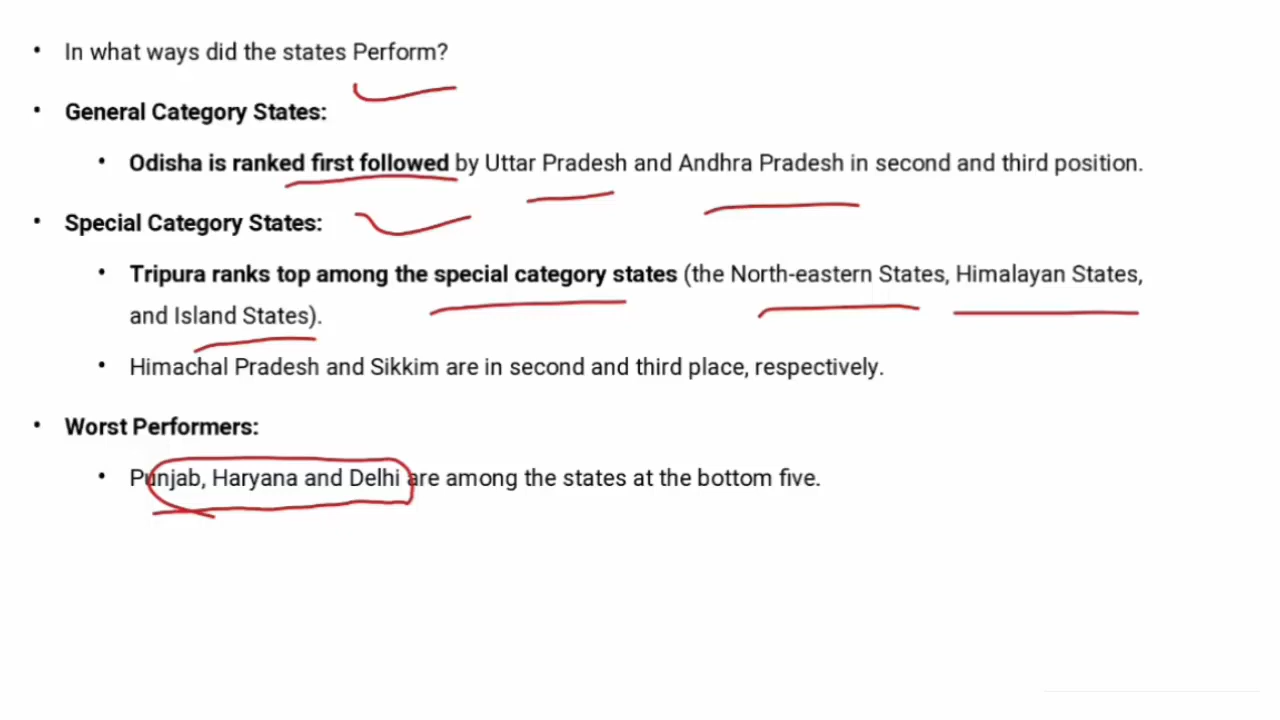 • In what ways did the states Perform?
• General Category States:
• Odisha is ranked first followed by Uttar Pradesh and Andhra Pradesh in second and third position.
• Special Category States:
• Tripura ranks top among the special category states (the North-eastern States, Himalayan States,
and Island States).
• Himachal Pradesh and Sikkim are in second and third place, respectively.
• Worst Performers:
• Punjab, Haryana and Delhi are among the states at the bottom five.